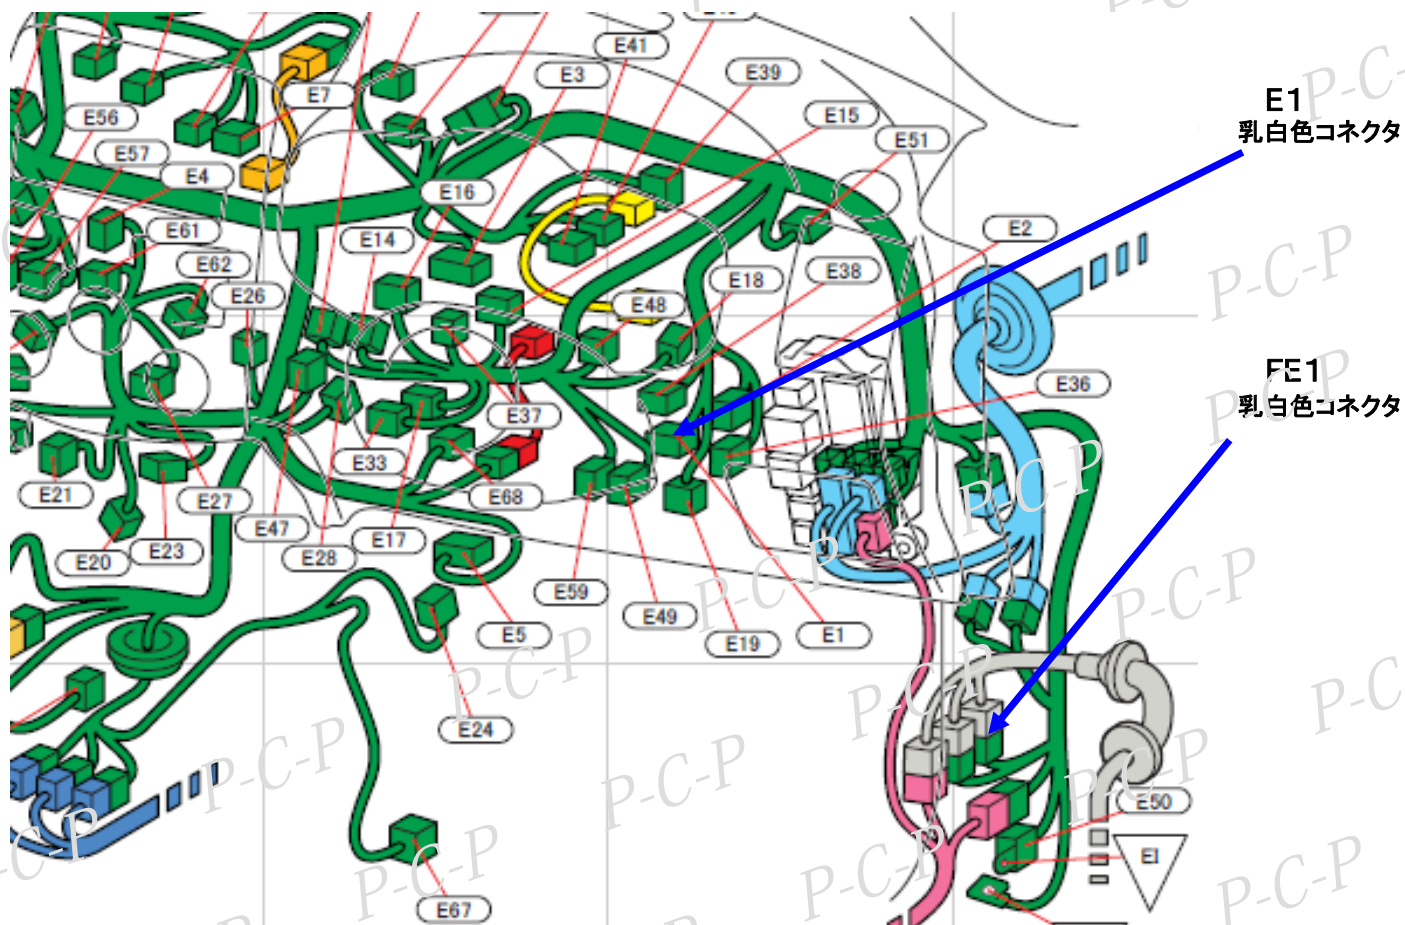 E41
E3
E39
E7
E15
E56
E51
E57
E4
E16
E61
E14
E2
E62
E18
E38
E26
E48
E36
E37
E33
E21
E27
E68
E47
E17
E20
E23
E28
E59
E49
E5
E19
E1
E24
E50
EI
E67
E1
乳白色コネクタ
FE1
乳白色コネクタ
P-C-P
P-C-P
P-C-P
P-C-P
P-C-P
P-C-P
P-C-P
P-C-P
P-C-P
P-C-P
P-C-P
P-C-P
P-C-P
P-C-P